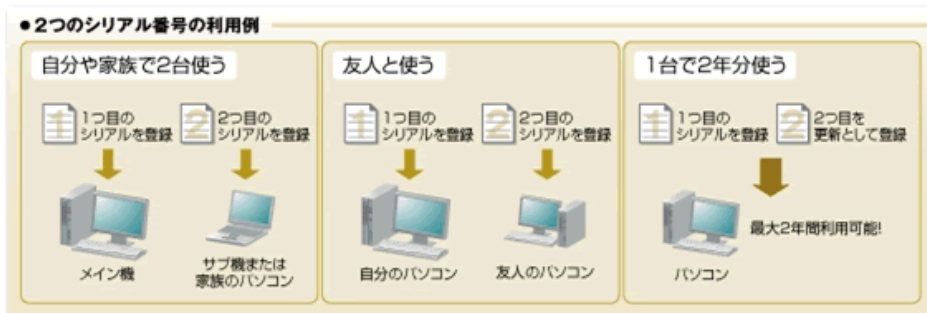 ●2つのシリアル番号の利用例
自分や家族で2台使う
1
1つ目の
シリアルを登録
2
2つ目の
シリアルを登録
メイン機
サブ機または
家族のパソコン
友人と使う
1
1つ目の
シリアルを登録
2
2つ目の
シリアルを登録
自分のパソコン
友人のパソコン
1台で2年分使う
1
1つ目の
シリアルを登録
2
2つ目を
更新として登録
最大2年間利用可能!
パソコン